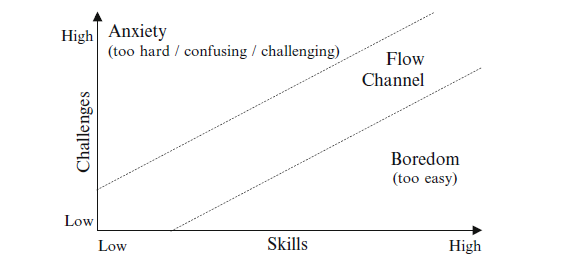 High
Anxiety
(too hard / confusing / challenging)
Flow
Channel
Challenges
Boredom
(too easy)
Low
Low
Skills
High